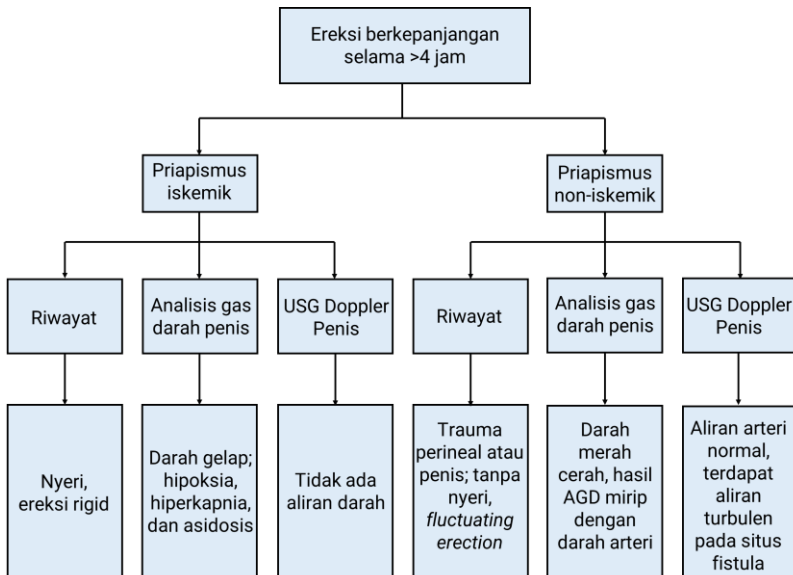 Ereksi berkepanjangan
selama >4 jam
Priapismus
iskemik
Priapismus
non-iskemik
Riwayat
Analisis gas
darah penis
USG Doppler
Penis
Riwayat
Analisis gas
darah penis
USG Doppler
Penis
Nyeri,
ereksi rigid
Darah gelap;
hipoksia,
hiperkapnia,
dan asidosis
Tidak ada
aliran darah
Trauma
perineal atau
penis; tanpa
nyeri,
fluctuating
erection
Darah
merah
cerah, hasil
AGD mirip
dengan
darah arteri
Aliran arteri
normal,
terdapat
aliran
turbulen
pada situs
fistula